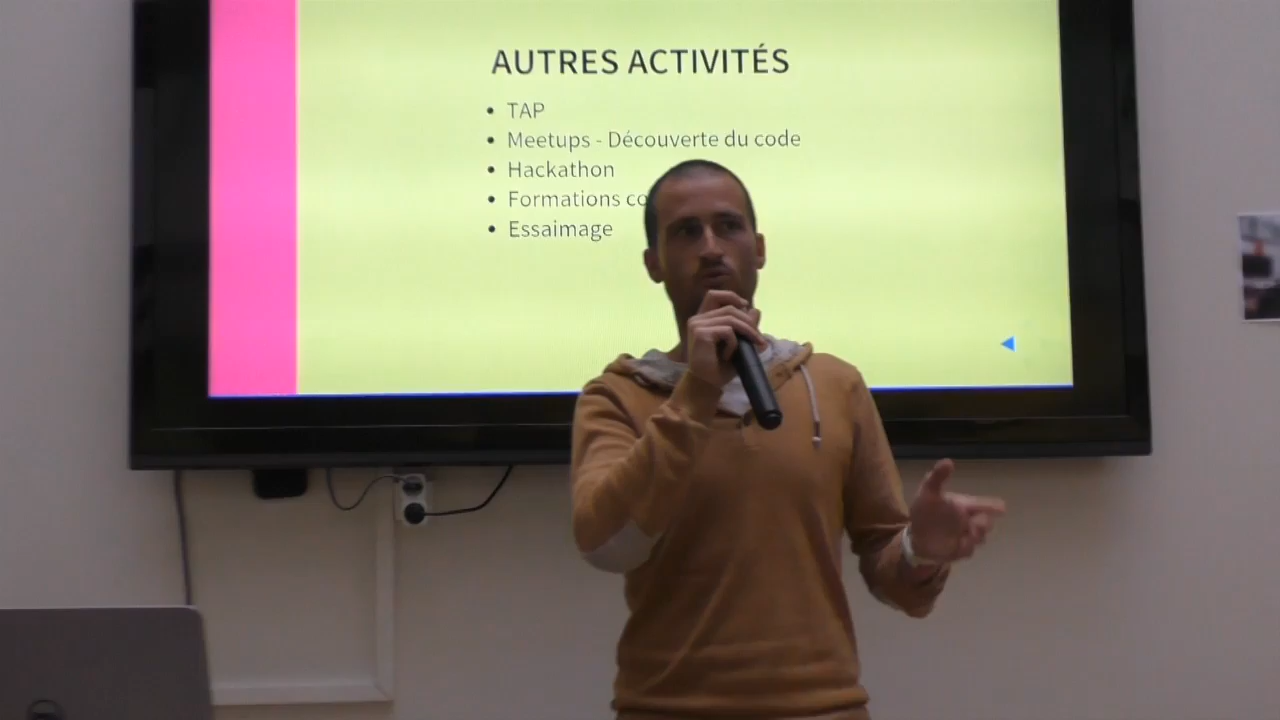 AUTRES ACTIVITÉS
TAP
Meetups - Découverte du code
Hackathon
Formations
Essaimage